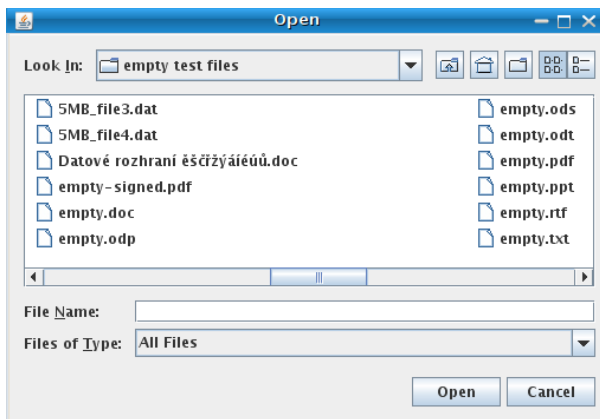 Open
Look In: empty test files
5MB_file3.dat
5MB_file4.dat
Datové rozhraní ěščřžýáíéúů.doc
empty-signed.pdf
empty.doc
empty.odp
empty.ods
empty.odt
empty.pdf
empty.ppt
empty.rtf
empty.txt
File Name:
Files of Type: All Files
Open Cancel